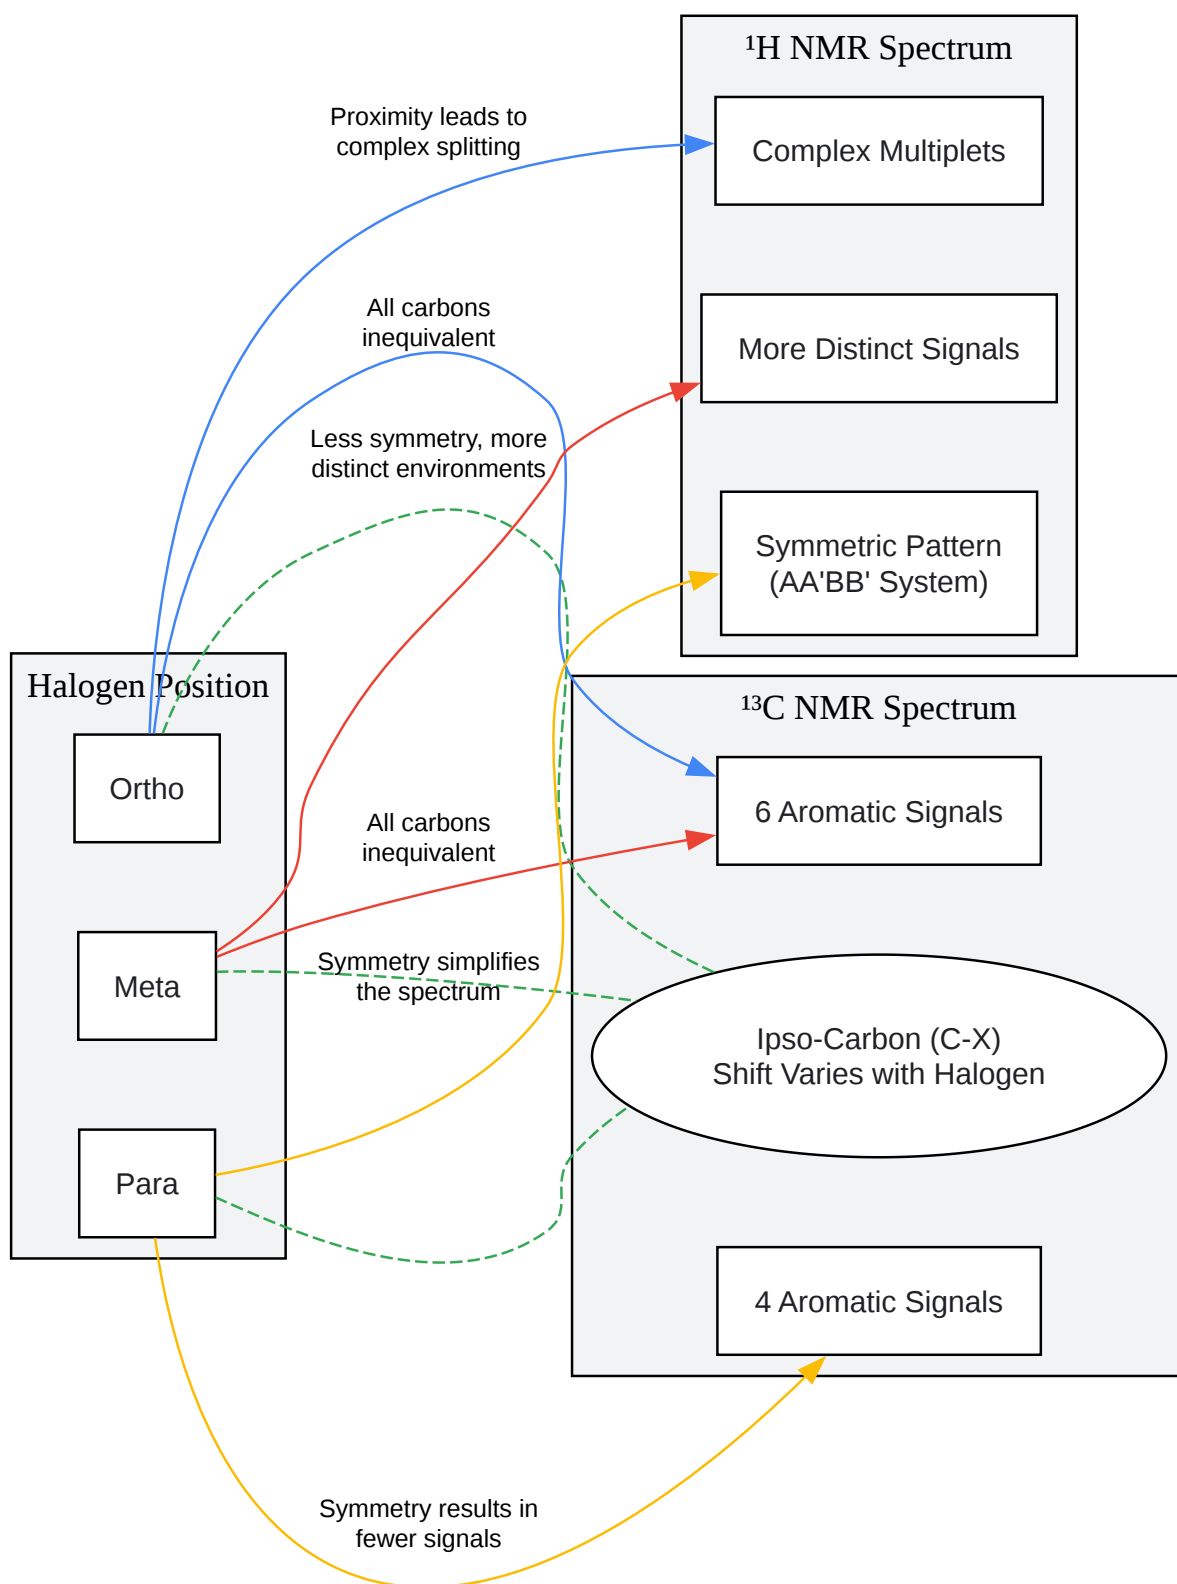 ¹H NMR Spectrum
Proximity leads to
complex splitting
Complex Multiplets
All carbons
inequivalent
More Distinct Signals
Less symmetry, more
distinct environments
Symmetric Pattern
(AA'BB' System)
Halogen Position
¹³C NMR Spectrum
Ortho
6 Aromatic Signals
All carbons
inequivalent
Meta
Symmetry simplifies
the spectrum
Ipso-Carbon (C-X)
Shift Varies with Halogen
Para
4 Aromatic Signals
Symmetry results in
fewer signals